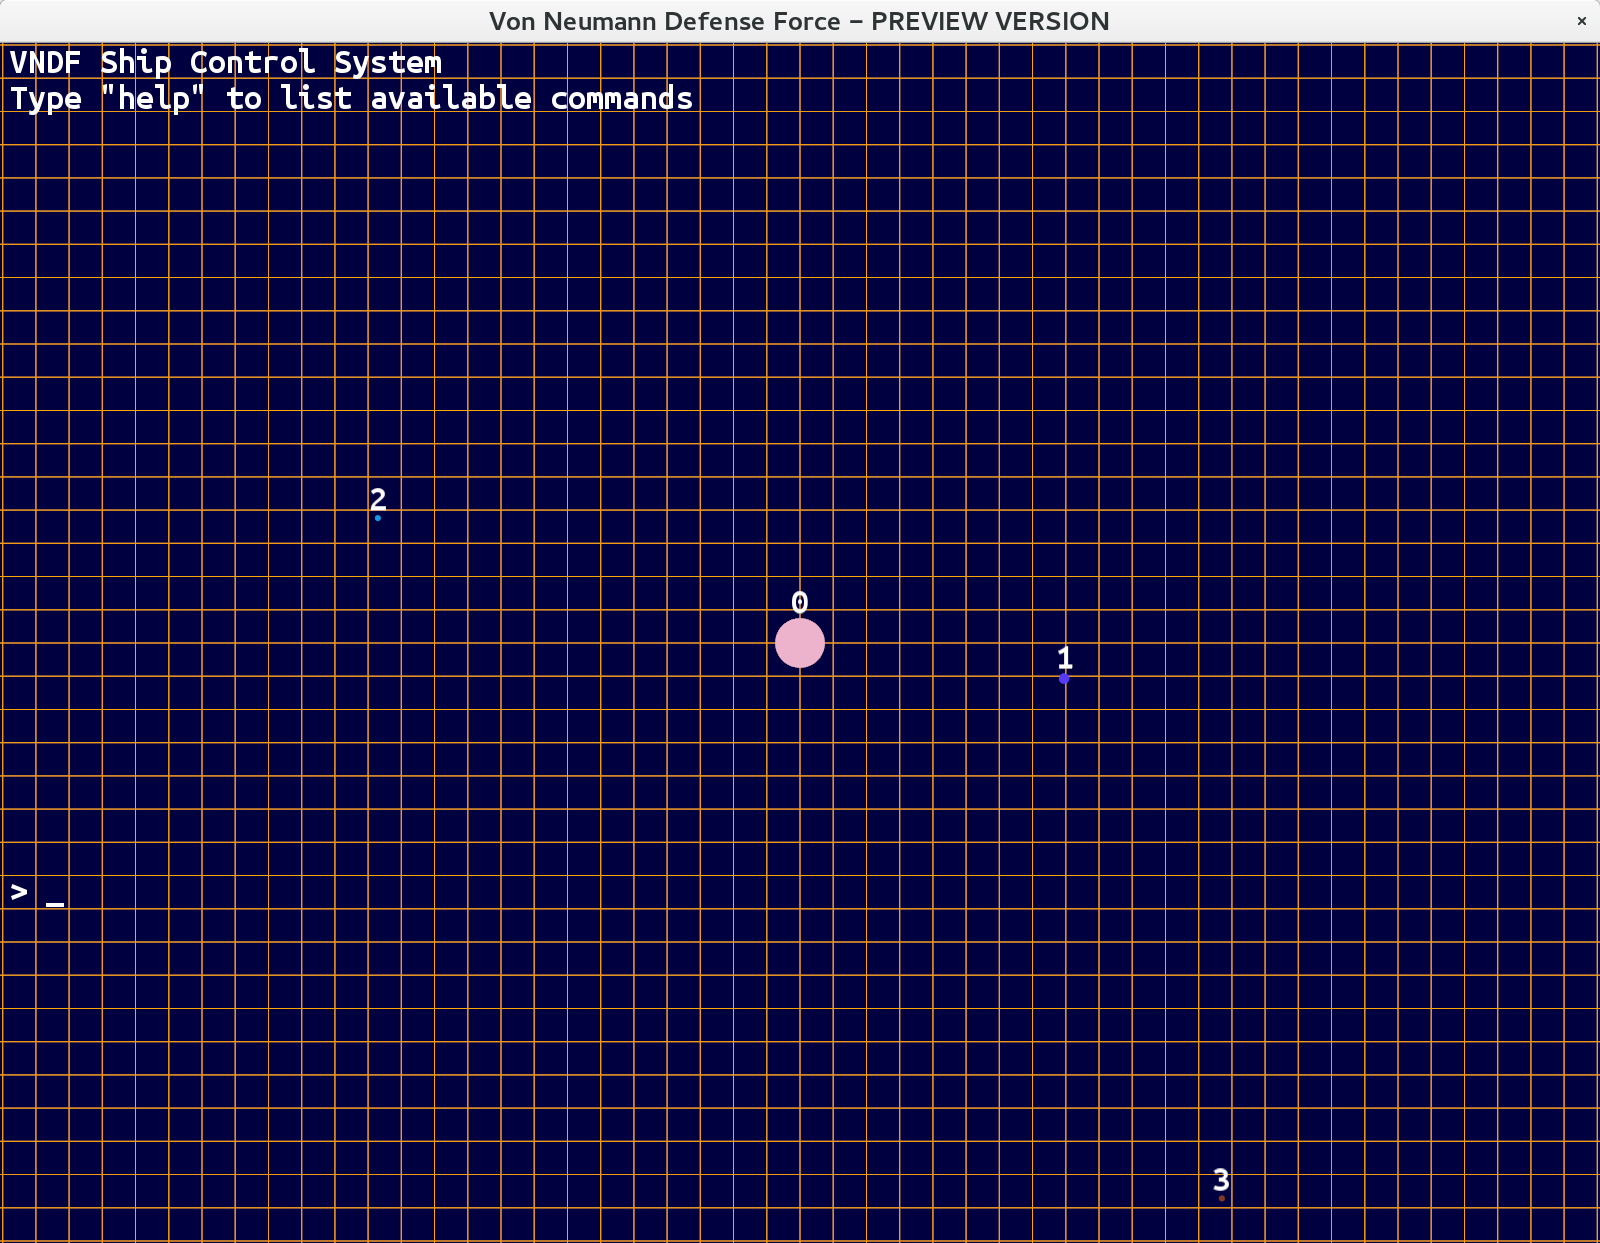 Von Neumann Defense Force – PREVIEW VERSION ×
VNDF Ship Control System
Type "help" to list available commands
2
0
1
> _
3